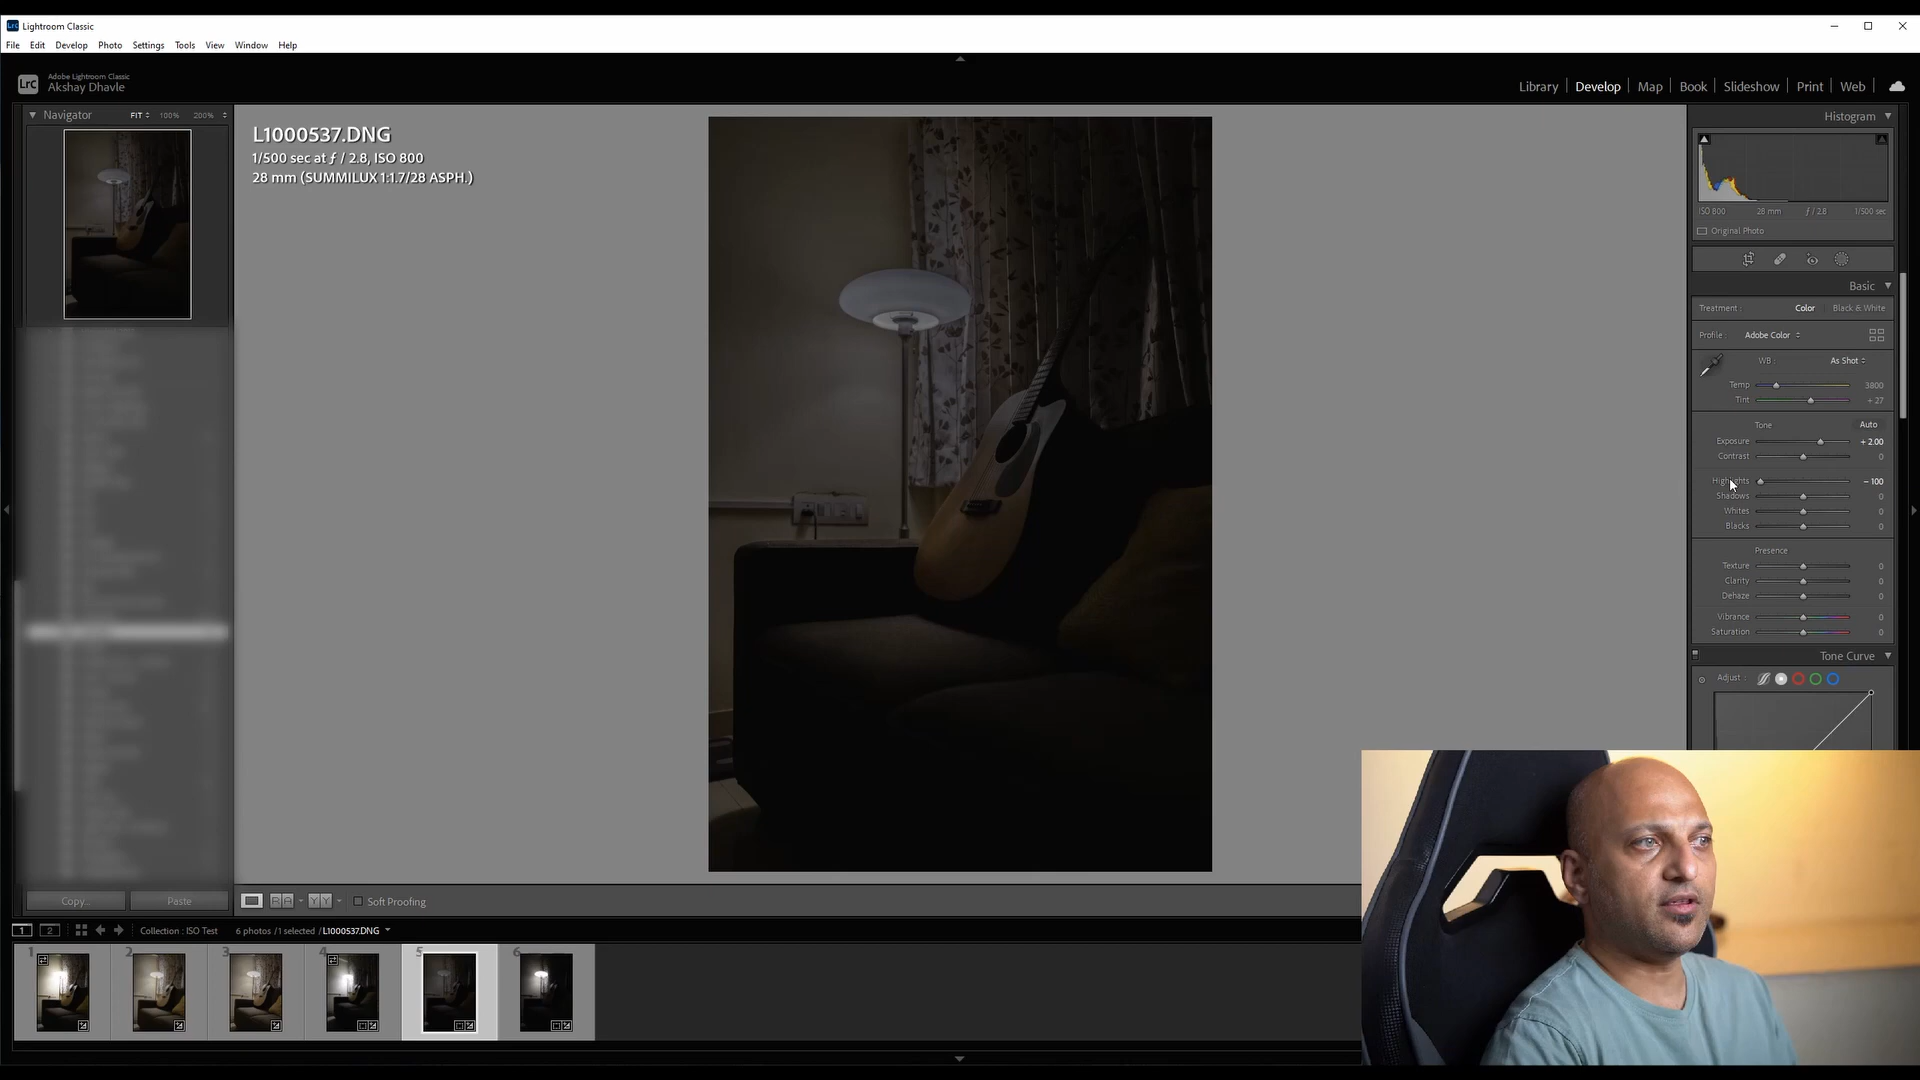 Lrc Lightroom Classic
File Edit Develop Photo Settings Tools View Window Help
Lrc
Adobe Lightroom Classic
Akshay Dhavle
Library | Develop | Map | Book | Slideshow | Print | Web
Navigator FIT 100% 200%
L1000537.DNG
1/500 sec at ƒ / 2.8, ISO 800
28 mm (SUMMILUX 1:1.7/28 ASPH.)
Copy... Paste
R A Y Y Soft Proofing
Histogram
ISO 800 28 mm ƒ / 2.8 1/500 sec
Original Photo
Basic
Treatment : Color Black & White
Profile : Adobe Color
WB : As Shot
Temp 3800
Tint + 27
Tone Auto
Exposure + 2.00
Contrast 0
Highlights − 100
Shadows 0
Whites 0
Blacks 0
Presence
Texture 0
Clarity 0
Dehaze 0
Vibrance 0
Saturation 0
Tone Curve
Adjust :
1 2 Collection : ISO Test 6 photos / 1 selected / L1000537.DNG
1 2 3 4 5 6